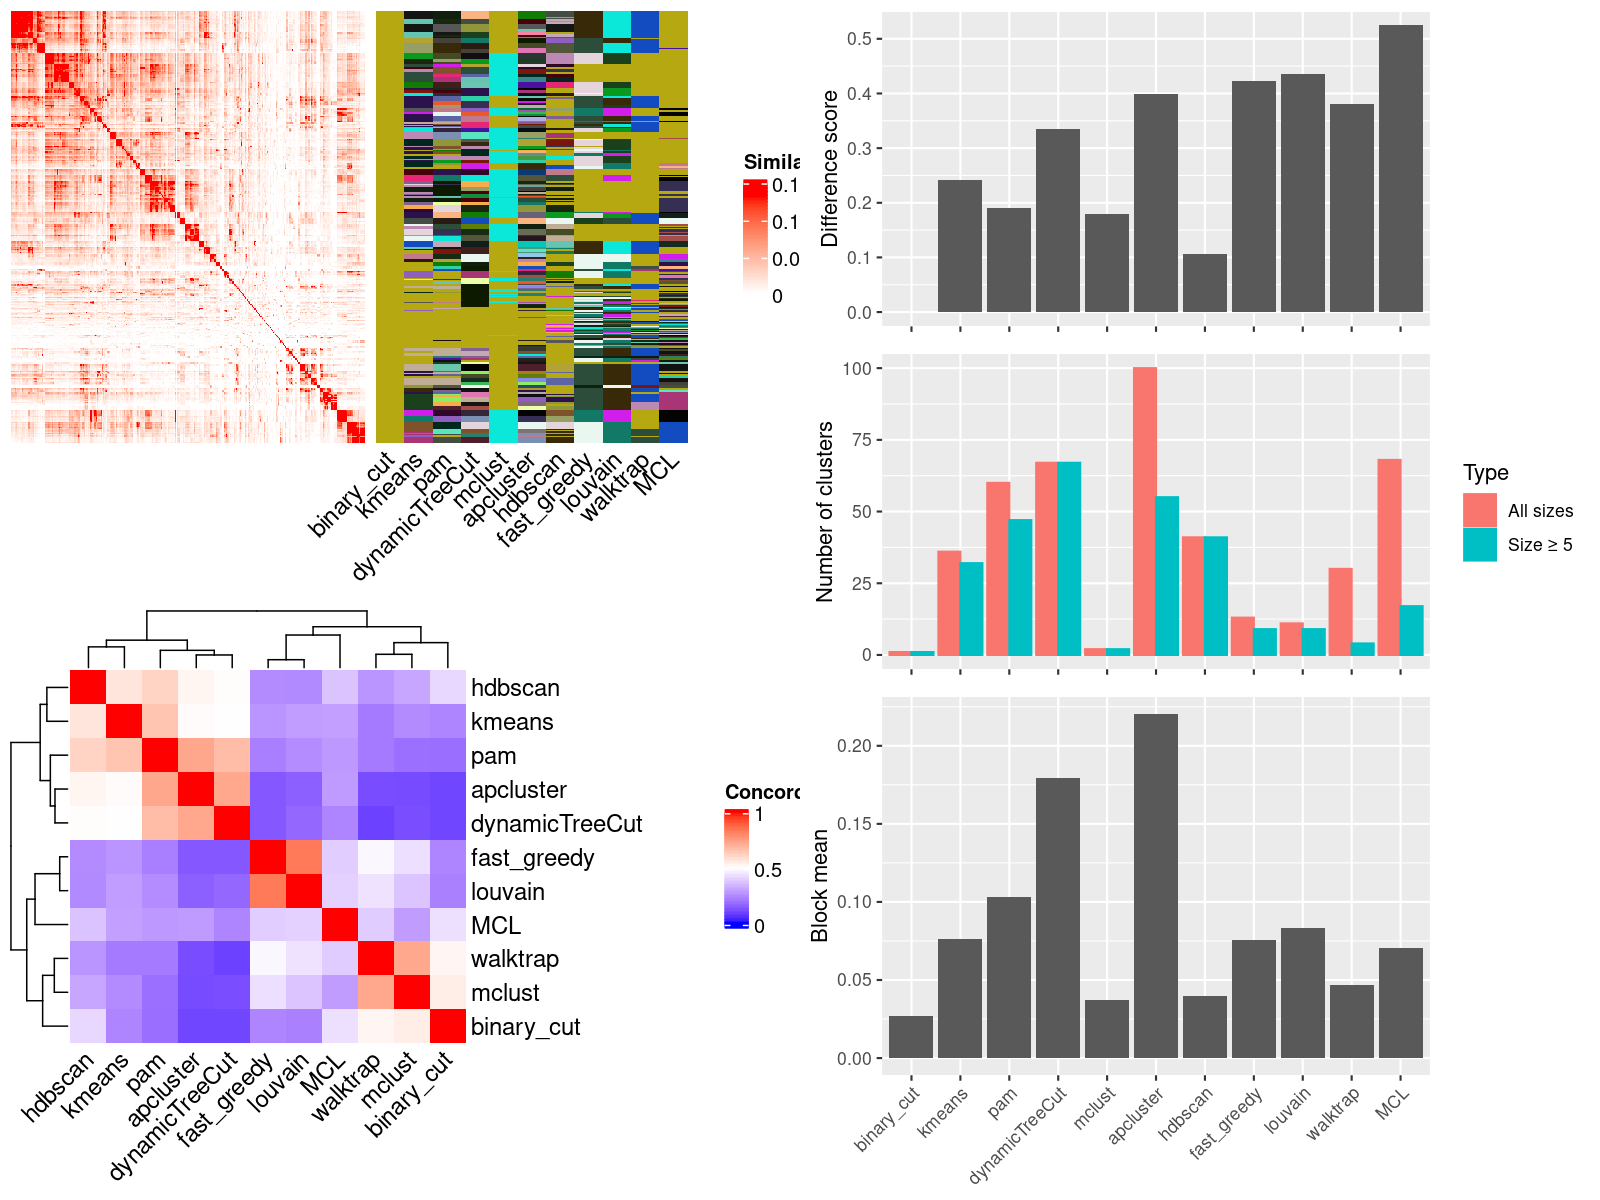 Simila
0.1
0.1
0.0
0
binary_cut
kmeans
pam
dynamicTreeCut
mclust
apcluster
hdbscan
fast_greedy
louvain
walktrap
MCL
hdbscan
kmeans
pam
apcluster
dynamicTreeCut
fast_greedy
louvain
MCL
walktrap
mclust
binary_cut
hdbscan
kmeans
pam
apcluster
dynamicTreeCut
fast_greedy
louvain
MCL
walktrap
mclust
binary_cut
Concord
1
0.5
0
Difference score
0.5
0.4
0.3
0.2
0.1
0.0
Number of clusters
100
75
50
25
0
Type
All sizes
Size ≥ 5
Block mean
0.20
0.15
0.10
0.05
0.00
binary_cut
kmeans
pam
dynamicTreeCut
mclust
apcluster
hdbscan
fast_greedy
louvain
walktrap
MCL